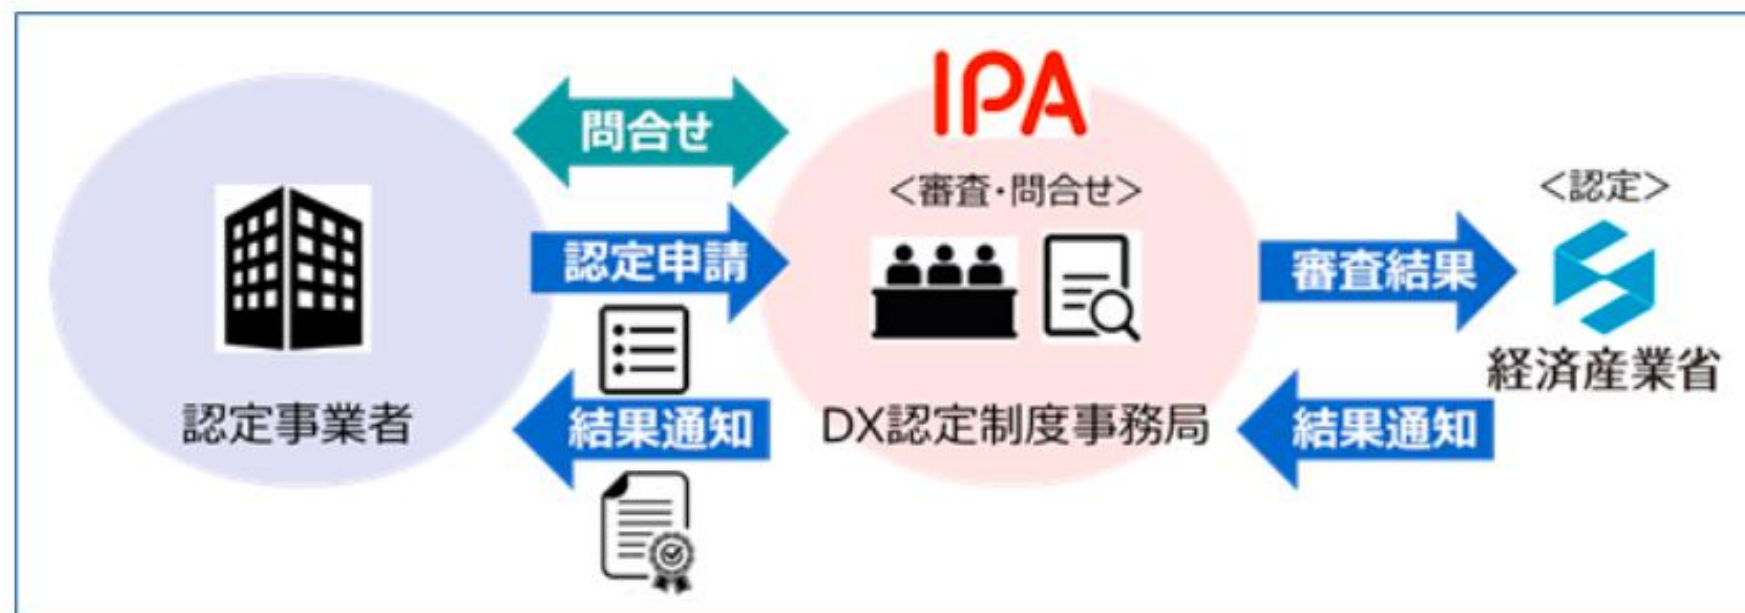 問合せ
認定申請
結果通知
認定事業者
IPA
<審査・問合せ>
DX認定制度事務局
審査結果
結果通知
<認定>
経済産業省